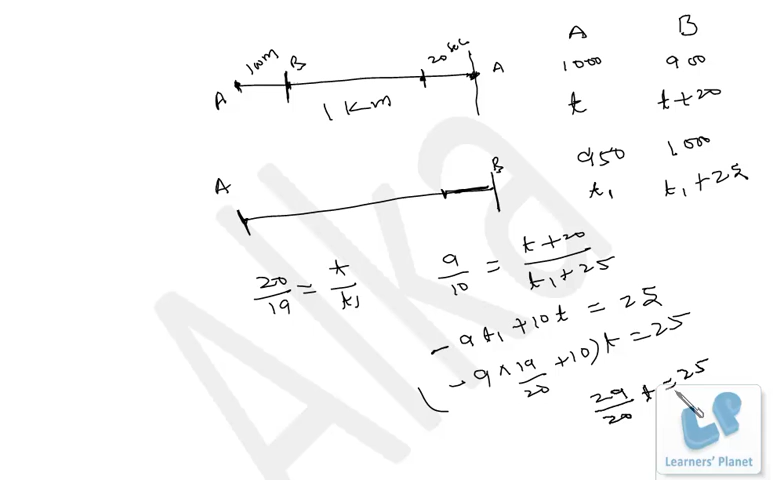 A B
100m B 20 sec A
A 1 Km
1000 900
t t+20
950 1000
t₁ t₁+25
A B
20/19 = t/t₁ 9/10 = t+20/t₁+25
- 9t₁ + 10t = 25
(- 9 × 19/20 + 10) t = 25
29/20 t = 25
Alka
LP
Learners' Planet